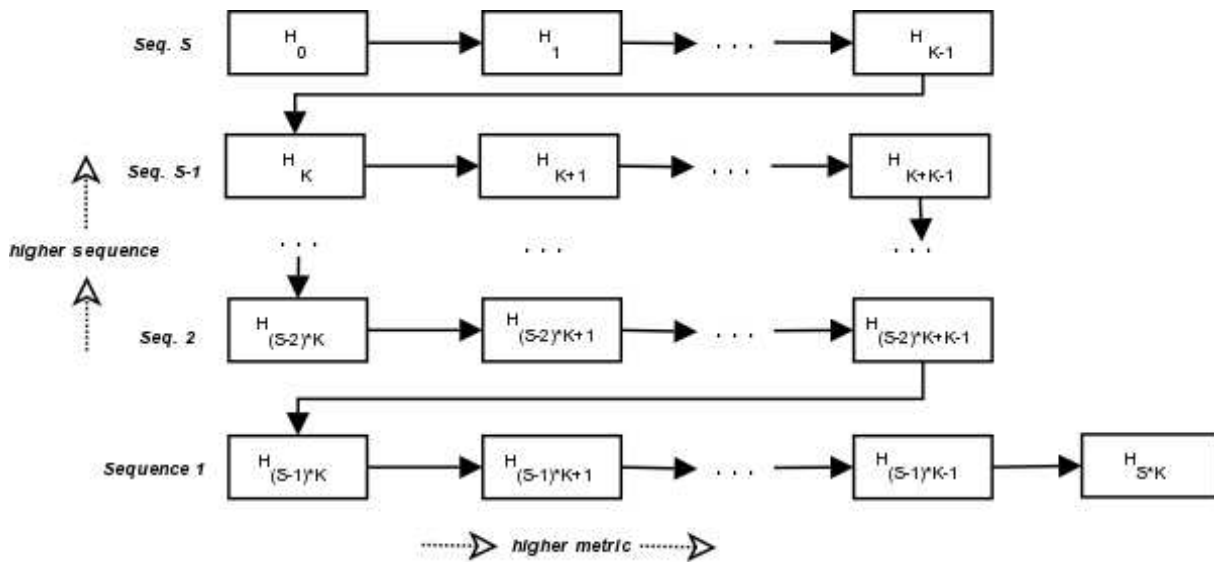 Seq. S H0 H1 . . . HK-1
Seq. S-1 HK HK+1 . . . HK+K-1
higher sequence . . . . . . . . .
Seq. 2 H(S-2)*K H(S-2)*K+1 . . . H(S-2)*K+K-1
Sequence 1 H(S-1)*K H(S-1)*K+1 . . . H(S-1)*K-1 HS*K
higher metric